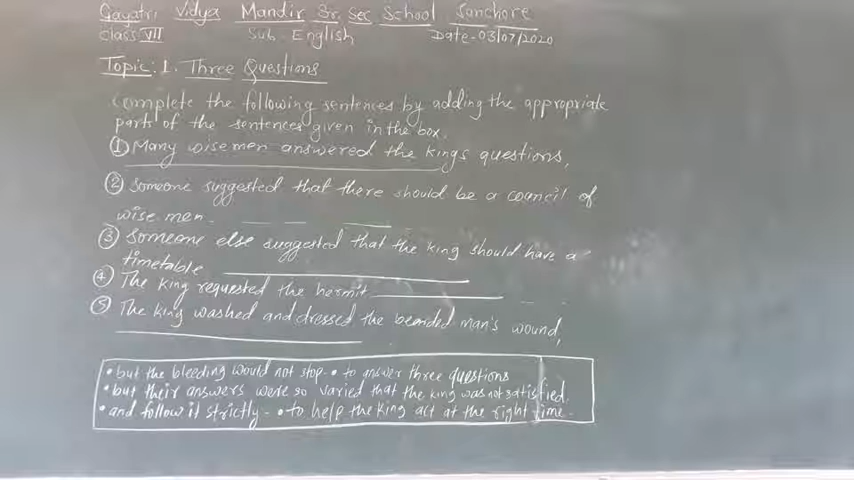 Gayatri Vidya Mandir Sr. Sec School Sanchore
Class VII Sub. English Date-03/07/2020
Topic: 1. Three Questions
Complete the following sentences by adding the appropriate
parts of the sentences given in the box.
① Many wise men answered the kings questions,
② Someone suggested that there should be a council of
wise men.
③ Someone else suggested that the king should have a
timetable
④ The king requested the hermit
⑤ The king washed and dressed the bearded man's wound,
• but the bleeding would not stop. • to answer three questions
• but their answers were so varied that the king was not satisfied.
• and follow it strictly. • to help the king act at the right time.